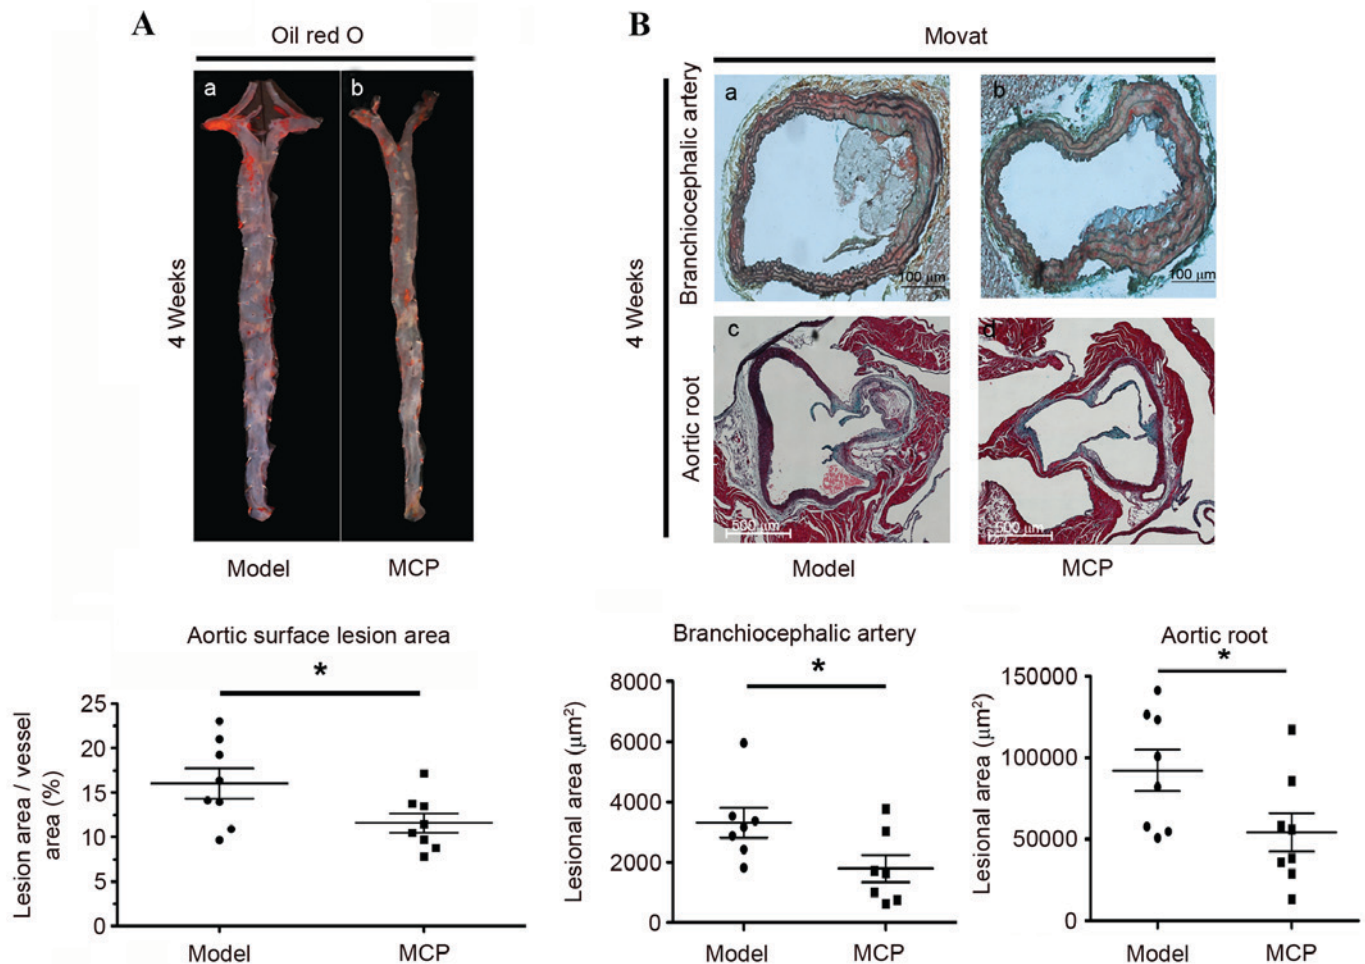 A
Oil red O
a
b
4 Weeks
Model
MCP
B
Movat
Branchiocephalic artery
Aortic root
4 Weeks
a
100 μm
b
100 μm
c
500 μm
d
500 μm
Model
MCP
Aortic surface lesion area
*
Lesion area / vessel
area (%)
25
20
15
10
5
0
Model
MCP
Branchiocephalic artery
*
Lesional area (μm²)
8000
6000
4000
2000
0
Model
MCP
Aortic root
*
Lesional area (μm²)
150000
100000
50000
0
Model
MCP